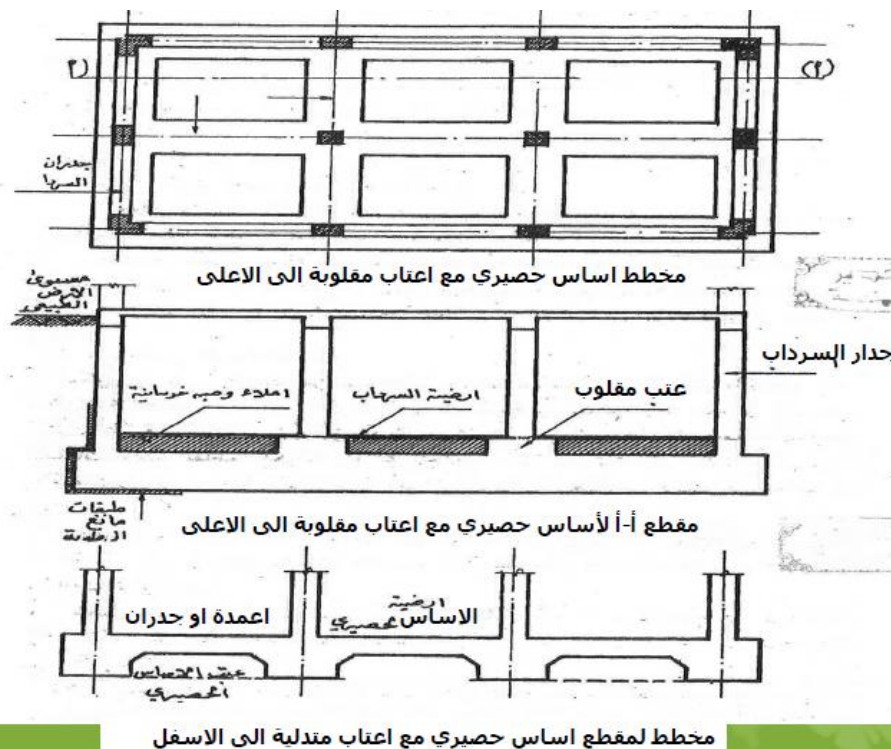 (أ)
(أ)
جدران
السرداب
مخطط اساس حصيري مع اعتاب مقلوبة الى الاعلى
مستوى
الارض
الطبيعي
جدار السرداب
املاء وصبه خرسانية
ارضية السرداب
عتب مقلوب
طبقات
مانع
الرطوبة
مقطع أ-أ لأساس حصيري مع اعتاب مقلوبة الى الاعلى
اعمدة او جدران
ارضية
الاساس الحصيري
عتب الاساس
الحصيري
مخطط لمقطع اساس حصيري مع اعتاب متدلية الى الاسفل